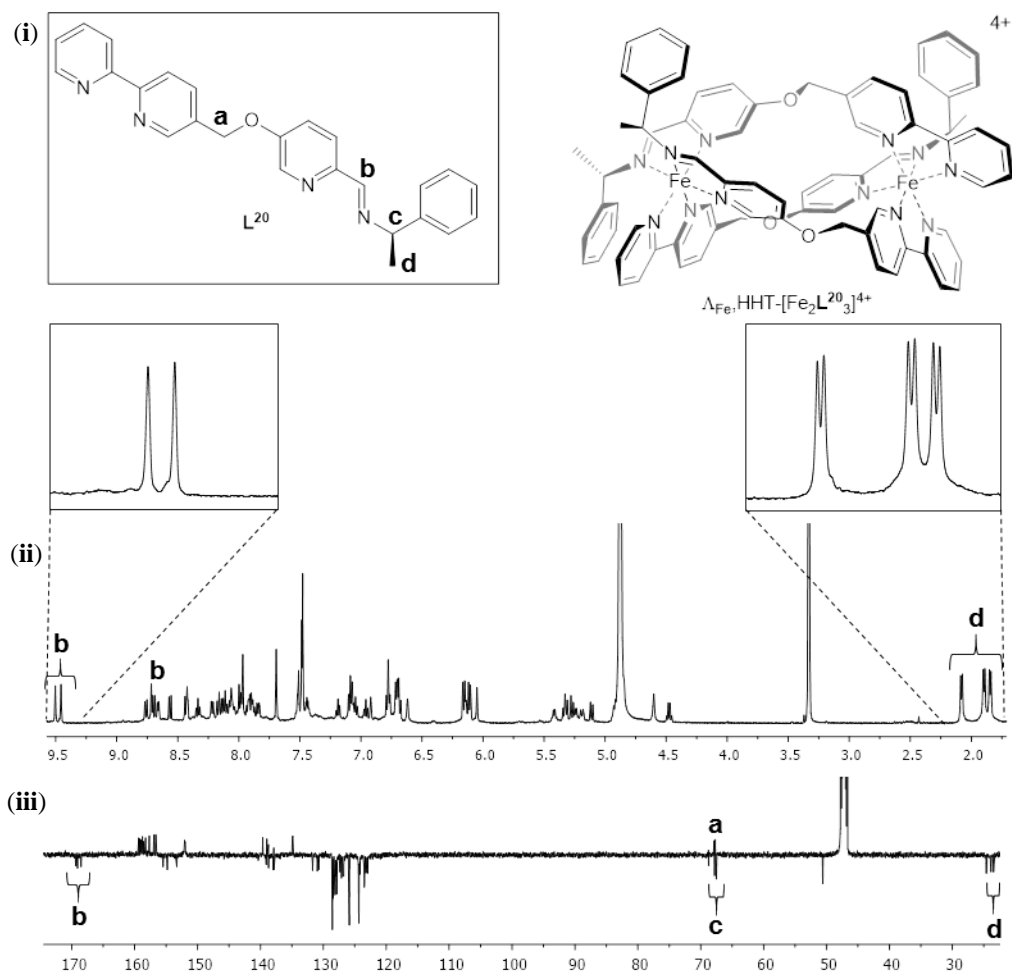 (i)
4+
N
N
a
O
N
b
N
c
d
L²⁰
O
N
N
N
N
N
N
Fe
N
N
Fe
N
N
N
O
O
N
N
Λ_Fe,HHT-[Fe₂L²⁰₃]⁴⁺
(ii)
b
b
d
9.5 9.0 8.5 8.0 7.5 7.0 6.5 6.0 5.5 5.0 4.5 4.0 3.5 3.0 2.5 2.0
(iii)
a
b
c
d
170 160 150 140 130 120 110 100 90 80 70 60 50 40 30